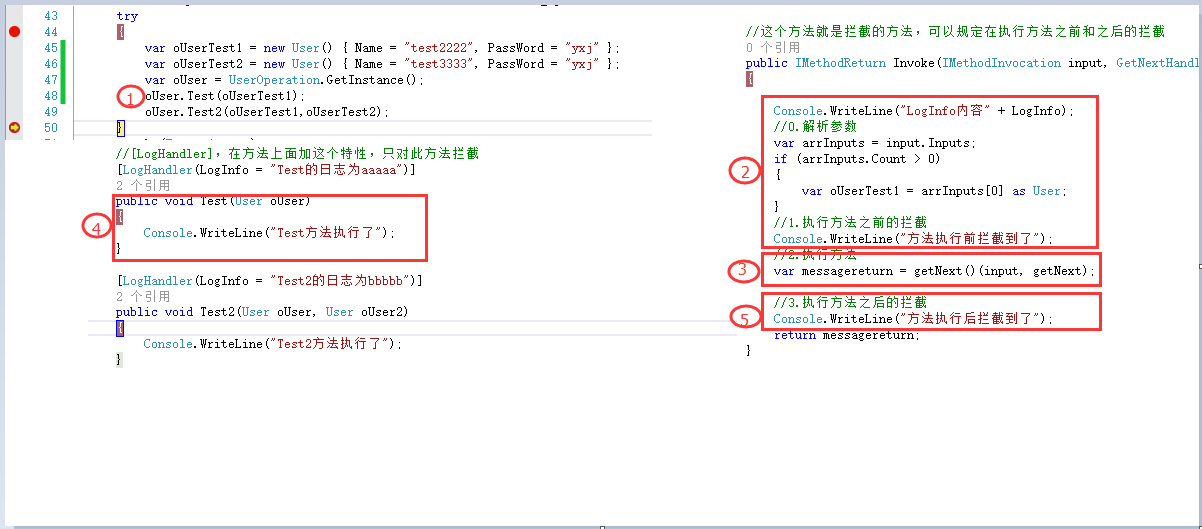 43 try
44 {
45 var oUserTest1 = new User() { Name = "test2222", PassWord = "yxj" };
46 var oUserTest2 = new User() { Name = "test3333", PassWord = "yxj" };
47 var oUser = UserOperation.GetInstance();
48 oUser.Test(oUserTest1);
49 oUser.Test2(oUserTest1,oUserTest2);
50 }
1
//[LogHandler], 在方法上面加这个特性, 只对此方法拦截
[LogHandler(LogInfo = "Test的日志为aaaaa")]
2 个引用
public void Test(User oUser)
{
Console.WriteLine("Test方法执行了");
}
4
[LogHandler(LogInfo = "Test2的日志为bbbbb")]
2 个引用
public void Test2(User oUser, User oUser2)
{
Console.WriteLine("Test2方法执行了");
}
//这个方法就是拦截的方法, 可以规定在执行方法之前和之后的拦截
0 个引用
public IMethodReturn Invoke(IMethodInvocation input, GetNextHandl
{
Console.WriteLine("LogInfo内容" + LogInfo);
//0.解析参数
var arrInputs = input.Inputs;
if (arrInputs.Count > 0)
{
var oUserTest1 = arrInputs[0] as User;
}
//1.执行方法之前的拦截
Console.WriteLine("方法执行前拦截到了");
2
//2.执行方法
var messagereturn = getNext()(input, getNext);
3
//3.执行方法之后的拦截
Console.WriteLine("方法执行后拦截到了");
5
return messagereturn;
}